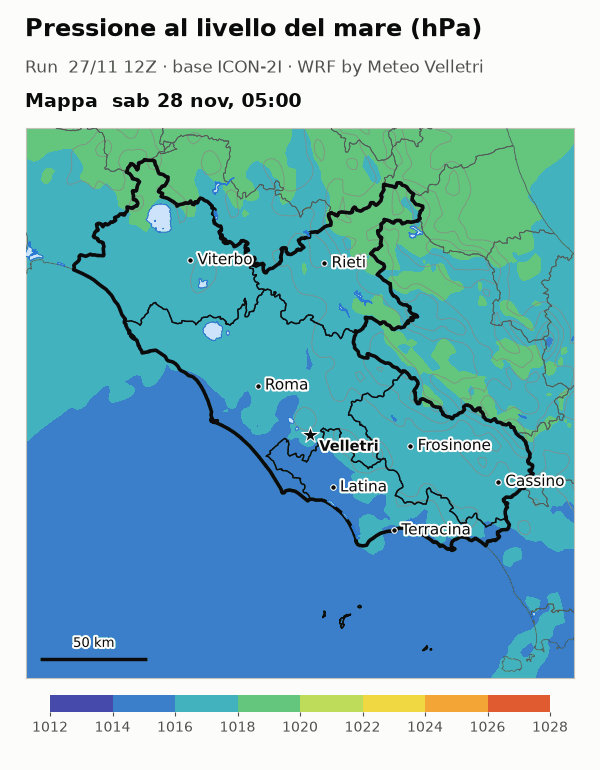 Pressione al livello del mare (hPa)
Run  27/11 12Z · base ICON-2I · WRF by Meteo Velletri
Mappa  sab 28 nov, 05:00
Viterbo
Rieti
Roma
Velletri
Frosinone
Cassino
Latina
Terracina
50 km
1012 1014 1016 1018 1020 1022 1024 1026 1028